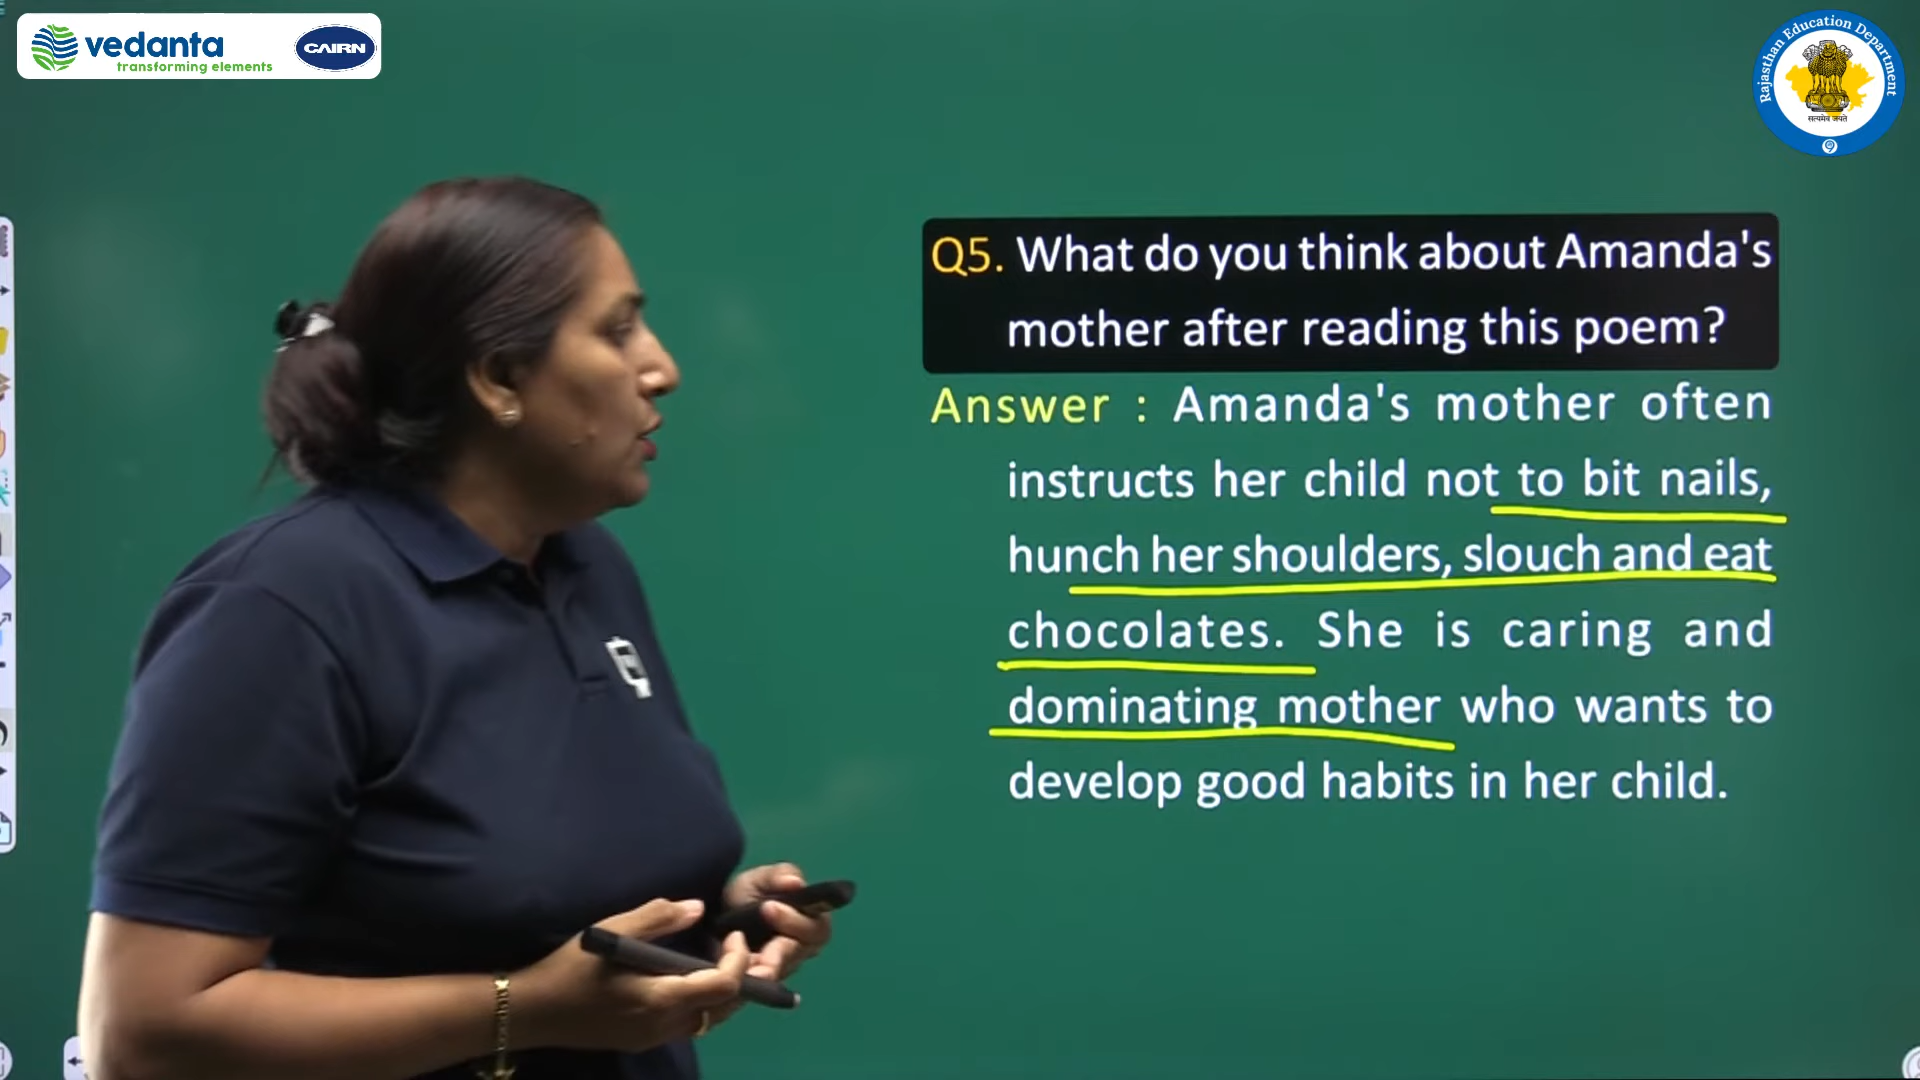 vedanta
transforming elements
CAIRN
Rajasthan Education Department
सत्यमेव जयते
Q5. What do you think about Amanda's
mother after reading this poem?
Answer : Amanda's mother often
instructs her child not to bit nails,
hunch her shoulders, slouch and eat
chocolates. She is caring and
dominating mother who wants to
develop good habits in her child.